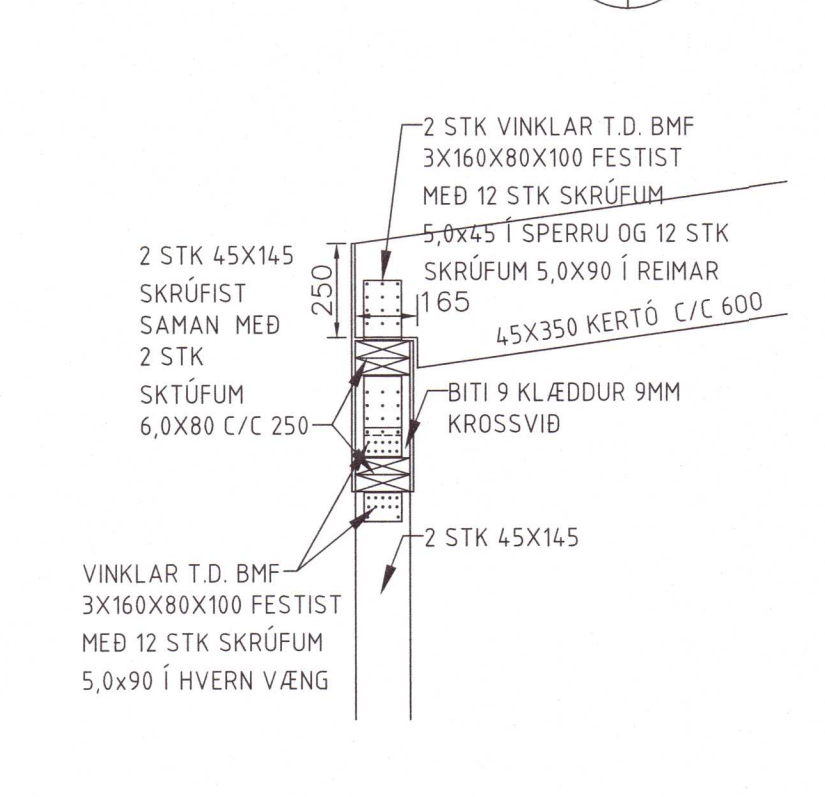 2 STK VINKLAR T.D. BMF
3X160X80X100 FESTIST
MEÐ 12 STK SKRÚFUM
5,0x45 Í SPERRU OG 12 STK
SKRÚFUM 5,0X90 Í REIMAR
2 STK 45X145
SKRÚFIST
SAMAN MEÐ
2 STK
SKTÚFUM
6,0X80 C/C 250
250
165
45X350 KERTÓ C/C 600
BITI 9 KLÆDDUR 9MM
KROSSVIÐ
2 STK 45X145
VINKLAR T.D. BMF
3X160X80X100 FESTIST
MEÐ 12 STK SKRÚFUM
5,0x90 Í HVERN VÆNG